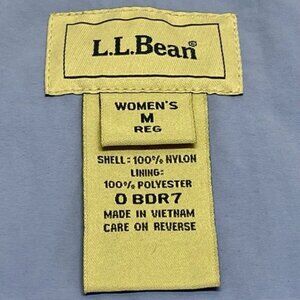 L.L.Bean®
WOMEN'S
M
REG
SHELL: 100% NYLON
LINING:
100% POLYESTER
0 BDR7
MADE IN VIETNAM
CARE ON REVERSE